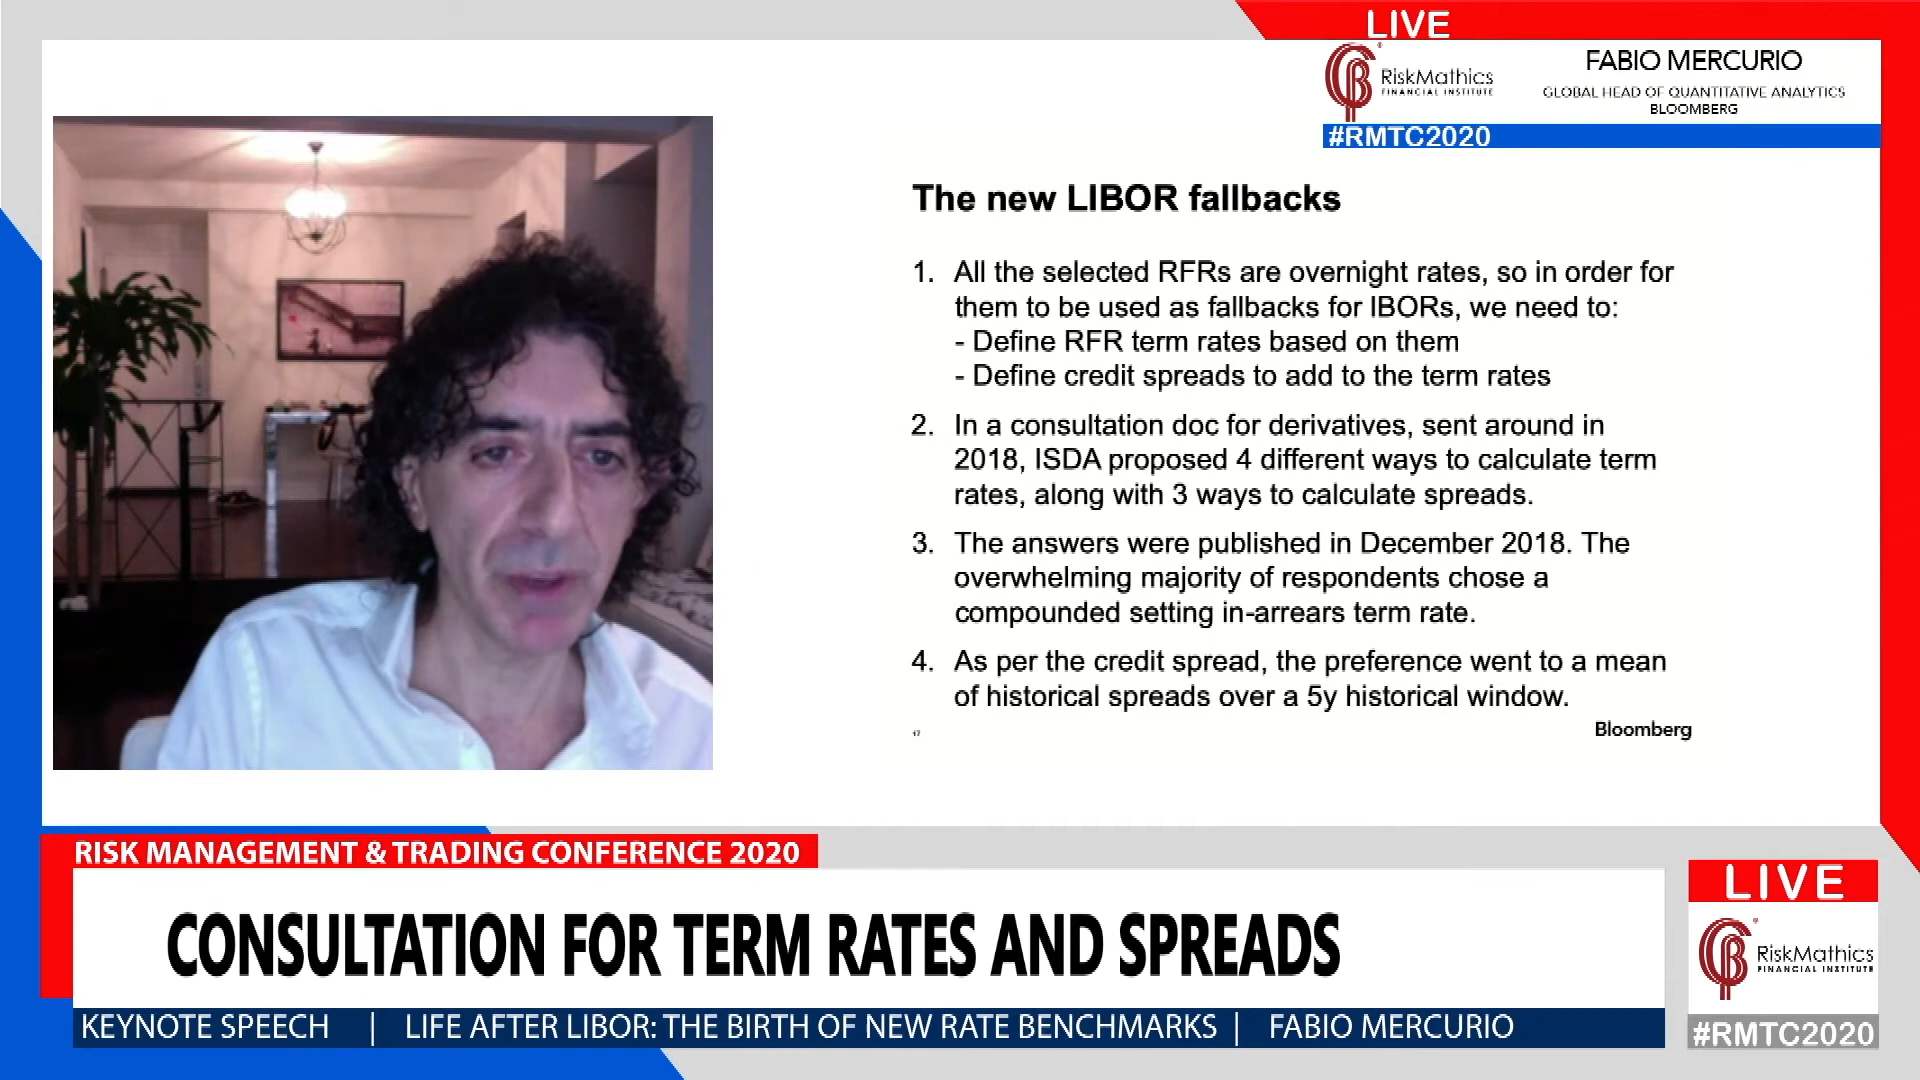 LIVE
RiskMathics
FINANCIAL INSTITUTE
FABIO MERCURIO
GLOBAL HEAD OF QUANTITATIVE ANALYTICS
BLOOMBERG
#RMTC2020
The new LIBOR fallbacks
1. All the selected RFRs are overnight rates, so in order for
them to be used as fallbacks for IBORs, we need to:
- Define RFR term rates based on them
- Define credit spreads to add to the term rates
2. In a consultation doc for derivatives, sent around in
2018, ISDA proposed 4 different ways to calculate term
rates, along with 3 ways to calculate spreads.
3. The answers were published in December 2018. The
overwhelming majority of respondents chose a
compounded setting in-arrears term rate.
4. As per the credit spread, the preference went to a mean
of historical spreads over a 5y historical window.
17
Bloomberg
RISK MANAGEMENT & TRADING CONFERENCE 2020
CONSULTATION FOR TERM RATES AND SPREADS
KEYNOTE SPEECH | LIFE AFTER LIBOR: THE BIRTH OF NEW RATE BENCHMARKS | FABIO MERCURIO
LIVE
RiskMathics
FINANCIAL INSTITUTE
#RMTC2020